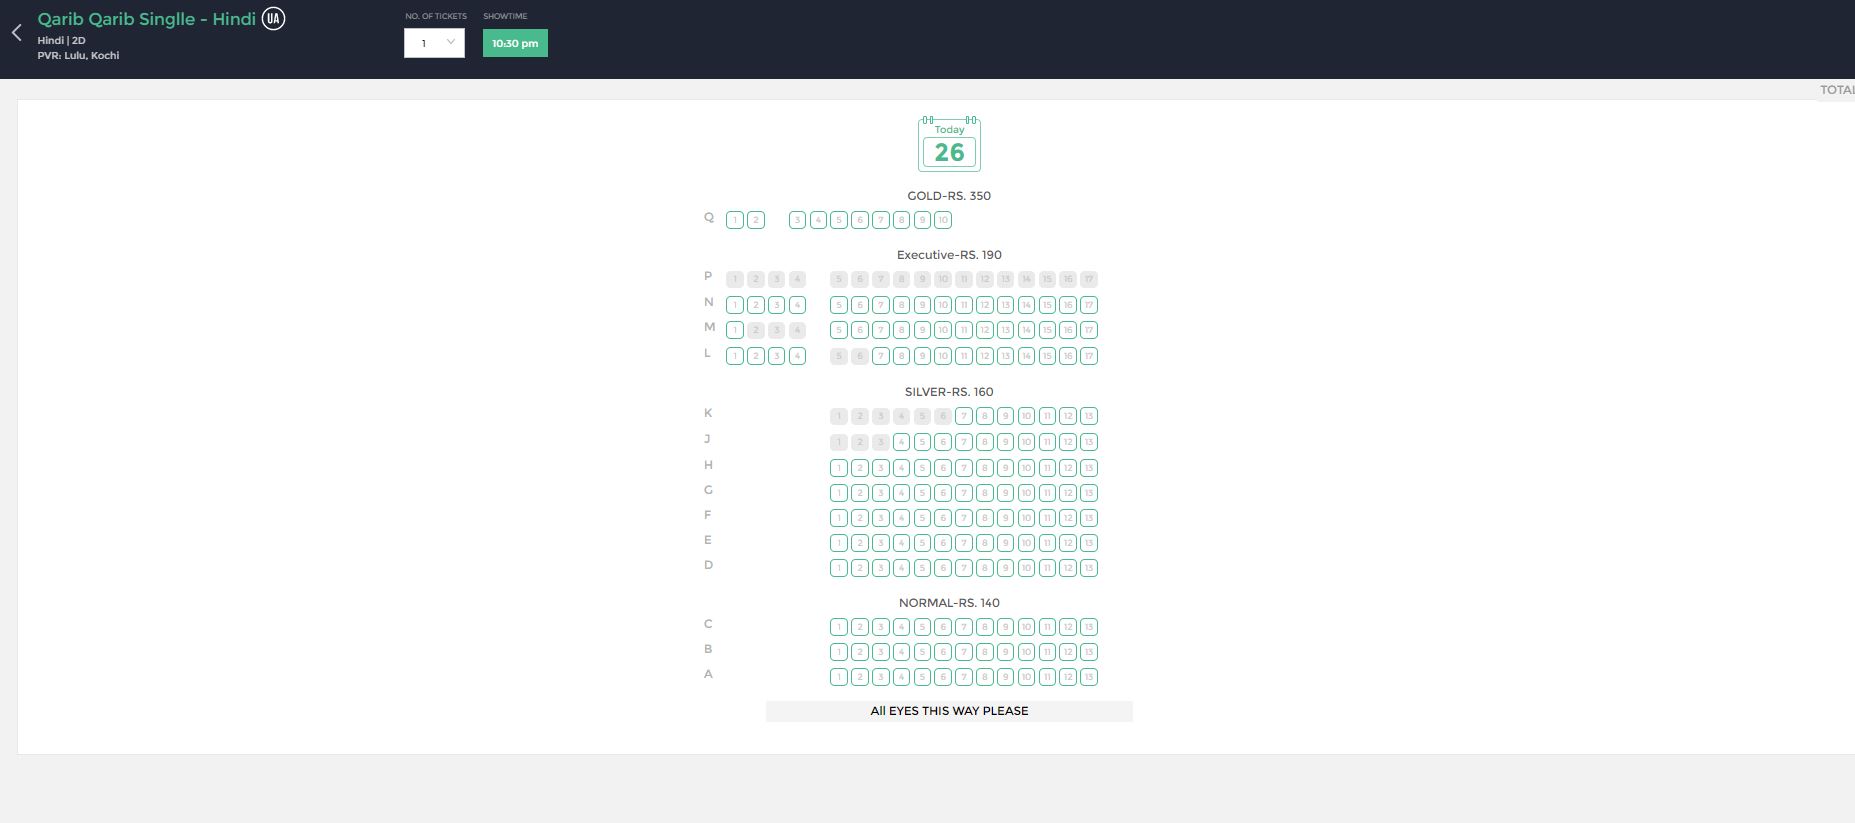 Qarib Qarib Singlle - Hindi UA
Hindi | 2D
PVR: Lulu, Kochi
NO. OF TICKETS
1
SHOWTIME
10:30 pm
TOTAL
Today
26
GOLD-RS. 350
Q 1 2 3 4 5 6 7 8 9 10
Executive-RS. 190
P 1 2 3 4 5 6 7 8 9 10 11 12 13 14 15 16 17
N 1 2 3 4 5 6 7 8 9 10 11 12 13 14 15 16 17
M 1 2 3 4 5 6 7 8 9 10 11 12 13 14 15 16 17
L 1 2 3 4 5 6 7 8 9 10 11 12 13 14 15 16 17
SILVER-RS. 160
K 1 2 3 4 5 6 7 8 9 10 11 12 13
J 1 2 3 4 5 6 7 8 9 10 11 12 13
H 1 2 3 4 5 6 7 8 9 10 11 12 13
G 1 2 3 4 5 6 7 8 9 10 11 12 13
F 1 2 3 4 5 6 7 8 9 10 11 12 13
E 1 2 3 4 5 6 7 8 9 10 11 12 13
D 1 2 3 4 5 6 7 8 9 10 11 12 13
NORMAL-RS. 140
C 1 2 3 4 5 6 7 8 9 10 11 12 13
B 1 2 3 4 5 6 7 8 9 10 11 12 13
A 1 2 3 4 5 6 7 8 9 10 11 12 13
All EYES THIS WAY PLEASE